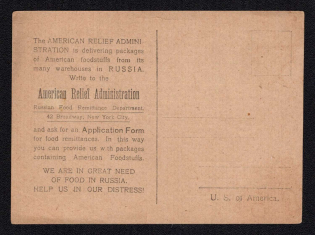 The AMERICAN RELIEF ADMINI-
STRATION is delivering packages
of American foodstuffs from its
many warehouses in RUSSIA.
Write to the
American Relief Administration
Russian Food Remittance Department,
42 Broadway, New York City,
and ask for an Application Form
for food remittances. In this way
you can provide us with packages
containing American Foodstuffs.
WE ARE IN GREAT NEED
OF FOOD IN RUSSIA.
HELP US IN OUR DISTRESS!
U. S. of America.